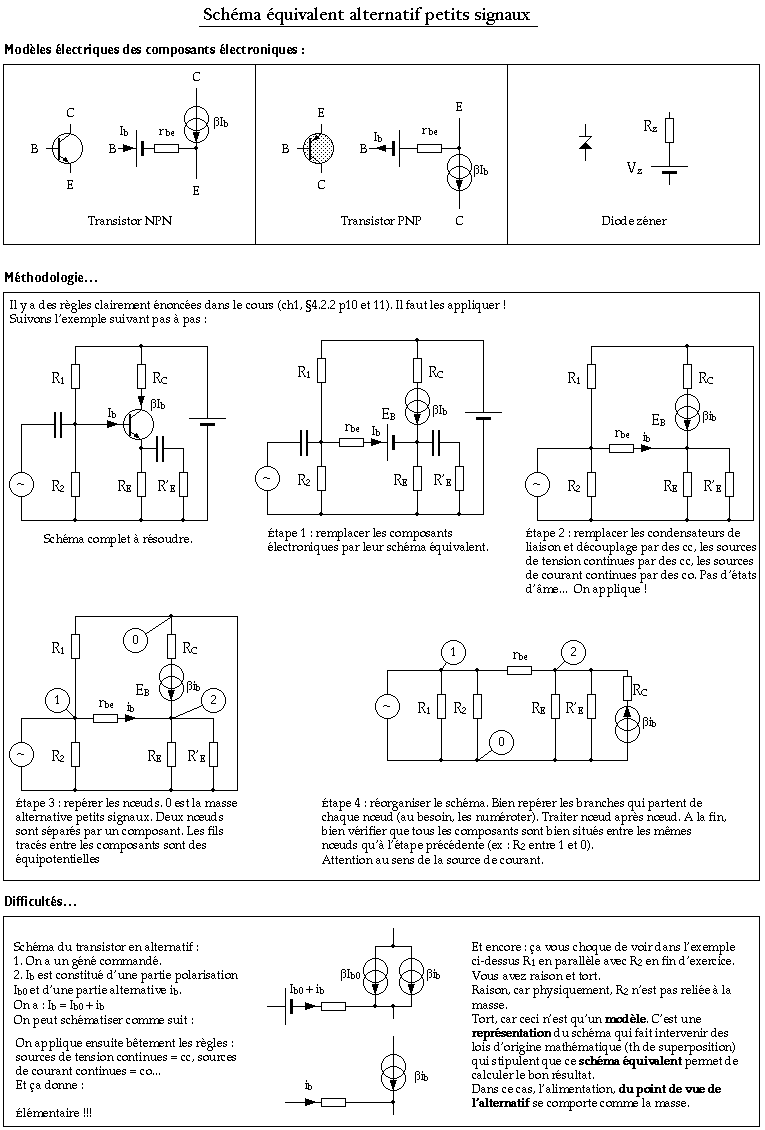 Schéma équivalent alternatif petits signaux
Modèles électriques des composants électroniques :
C
B
E
Ib
B
rbe
C
βIb
E
Transistor NPN
E
B
C
Ib
B
rbe
E
βIb
C
Transistor PNP
Rz
Vz
Diode zéner
Méthodologie…
Il y a des règles clairement énoncées dans le cours (ch1, §4.2.2 p10 et 11). Il faut les appliquer !
Suivons l'exemple suivant pas à pas :
R1
RC
βIb
Ib
R2
RE
R'E
~
Schéma complet à résoudre.
R1
RC
EB
βIb
rbe
Ib
R2
RE
R'E
~
Étape 1 : remplacer les composants
électroniques par leur schéma équivalent.
R1
RC
EB
βib
rbe
ib
R2
RE
R'E
~
Étape 2 : remplacer les condensateurs de
liaison et découplage par des cc, les sources
de tension continues par des cc, les sources
de courant continues par des co. Pas d'états
d'âme… On applique !
0
R1
RC
EB
βib
1
rbe
ib
2
R2
RE
R'E
~
Étape 3 : repérer les nœuds. 0 est la masse
alternative petits signaux. Deux nœuds
sont séparés par un composant. Les fils
tracés entre les composants sont des
équipotentielles
1
rbe
2
~
R1
R2
RE
R'E
RC
βib
0
Étape 4 : réorganiser le schéma. Bien repérer les branches qui partent de
chaque nœud (au besoin, les numéroter). Traiter nœud après nœud. A la fin,
bien vérifier que tous les composants sont bien situés entre les mêmes
nœuds qu'à l'étape précédente (ex : R2 entre 1 et 0).
Attention au sens de la source de courant.
Difficultés…
Schéma du transistor en alternatif :
1. On a un géné commandé.
2. Ib est constitué d'une partie polarisation
Ib0 et d'une partie alternative ib.
On a : Ib = Ib0 + ib
On peut schématiser comme suit :
On applique ensuite bêtement les règles :
sources de tension continues = cc, sources
de courant continues = co…
Et ça donne :
Élémentaire !!!
βIb0
βib
Ib0 + ib
βib
ib
Et encore : ça vous choque de voir dans l'exemple
ci-dessus R1 en parallèle avec R2 en fin d'exercice.
Vous avez raison et tort.
Raison, car physiquement, R2 n'est pas reliée à la
masse.
Tort, car ceci n'est qu'un modèle. C'est une
représentation du schéma qui fait intervenir des
lois d'origine mathématique (th de superposition)
qui stipulent que ce schéma équivalent permet de
calculer le bon résultat.
Dans ce cas, l'alimentation, du point de vue de
l'alternatif se comporte comme la masse.